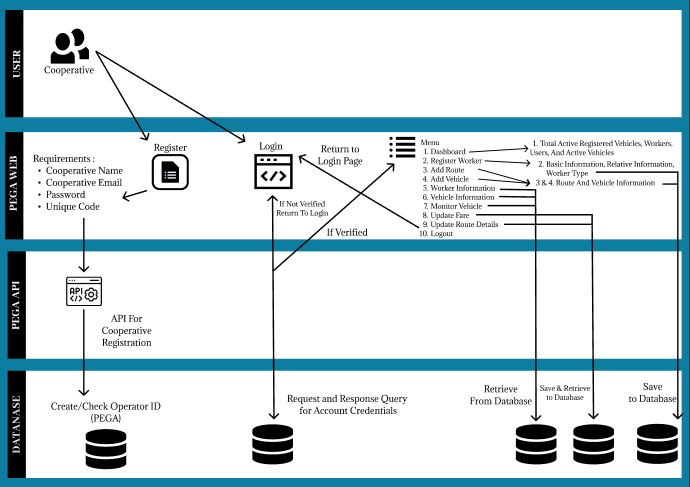 USER
Cooperative
PEGA WEB
Register
Requirements :
• Cooperative Name
• Cooperative Email
• Password
• Unique Code
Login
Return to
Login Page
If Not Verified
Return To Login
If Verified
Menu
1. Dashboard
2. Register Worker
3. Add Route
4. Add Vehicle
5. Worker Information
6. Vehicle Information
7. Monitor Vehicle
8. Update Fare
9. Update Route Details
10. Logout
1. Total Active Registered Vehicles, Workers,
Users, And Active Vehicles
2. Basic Information, Relative Information,
Worker Type
3 & 4. Route And Vehicle Information
PEGA API
API
</>
API For
Cooperative
Registration
DATANASE
Create/Check Operator ID
(PEGA)
Request and Response Query
for Account Credentials
Retrieve
From Database
Save & Retrieve
to Database
Save
to Database